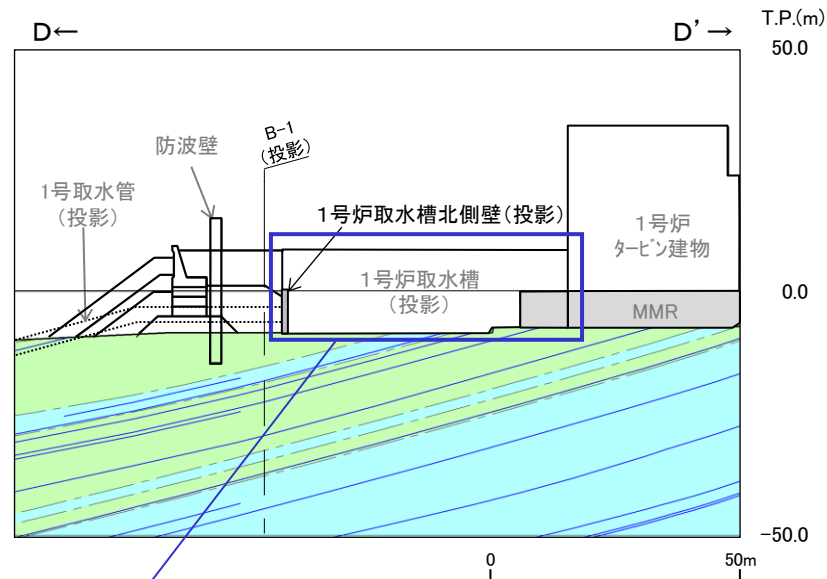 D←
D’→
T.P.(m)
50.0
防波壁
B-1
(投影)
1号取水管
(投影)
1号炉取水槽北側壁(投影)
1号炉取水槽
(投影)
1号炉
タービン建物
0.0
MMR
-50.0
0
50m